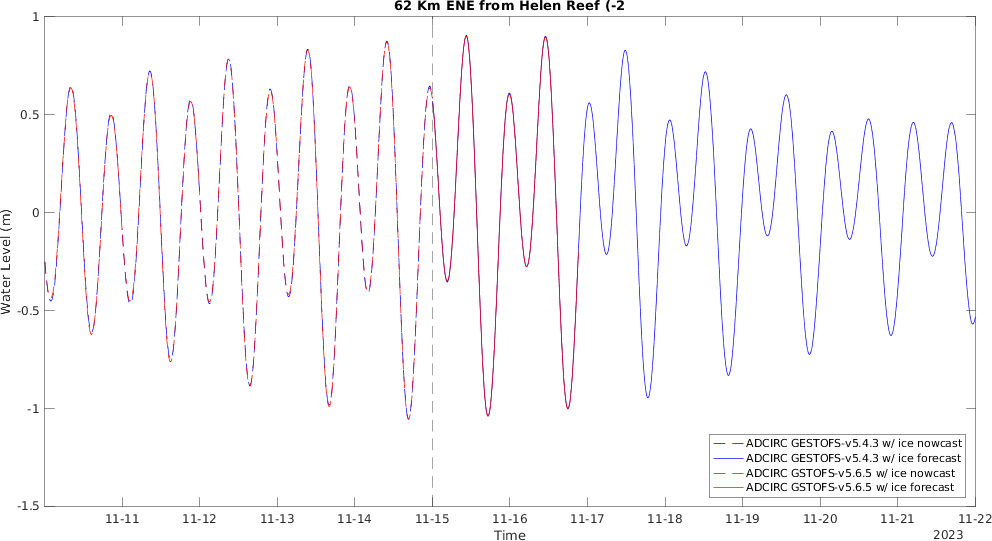 62 Km ENE from Helen Reef (-2
Water Level (m)
1
0.5
0
-0.5
-1
-1.5
11-11 11-12 11-13 11-14 11-15 11-16 11-17 11-18 11-19 11-20 11-21 11-22
Time
2023
ADCIRC GESTOFS-v5.4.3 w/ ice nowcast
ADCIRC GESTOFS-v5.4.3 w/ ice forecast
ADCIRC GSTOFS-v5.6.5 w/ ice nowcast
ADCIRC GSTOFS-v5.6.5 w/ ice forecast